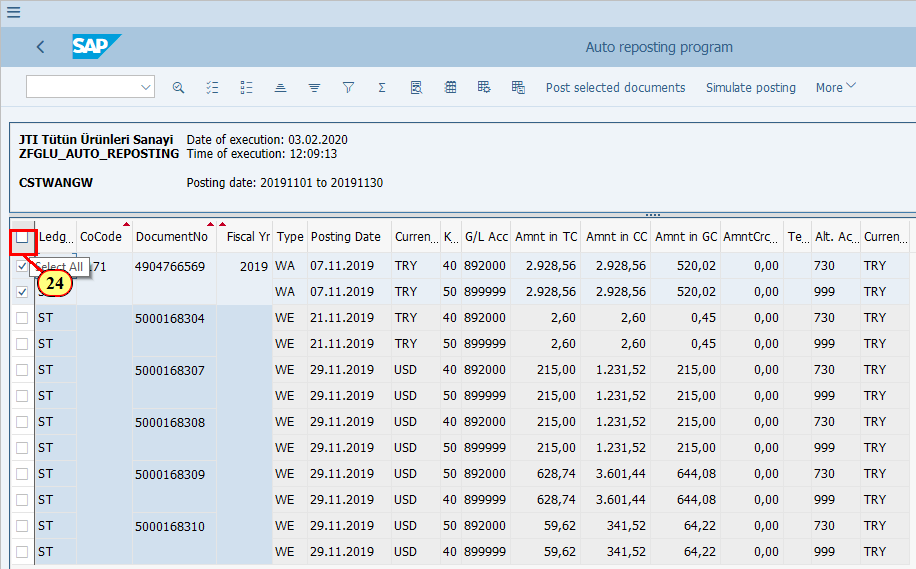 SAP
Auto reposting program
Σ Post selected documents Simulate posting More
JTI Tütün Ürünleri Sanayi Date of execution: 03.02.2020
ZFGLU_AUTO_REPOSTING Time of execution: 12:09:13
CSTWANGW Posting date: 20191101 to 20191130
Ledg... CoCode DocumentNo Fiscal Yr Type Posting Date Curren... K... G/L Acc Amnt in TC Amnt in CC Amnt in GC AmntCrc... Te... Alt. Ac... Curren...
Select All 71 4904766569 2019 WA 07.11.2019 TRY 40 892000 2.928,56 2.928,56 520,02 0,00 730 TRY
24 WA 07.11.2019 TRY 50 899999 2.928,56 2.928,56 520,02 0,00 999 TRY
ST 5000168304 WE 21.11.2019 TRY 40 892000 2,60 2,60 0,45 0,00 730 TRY
ST WE 21.11.2019 TRY 50 899999 2,60 2,60 0,45 0,00 999 TRY
ST 5000168307 WE 29.11.2019 USD 40 892000 215,00 1.231,52 215,00 0,00 730 TRY
ST WE 29.11.2019 USD 50 899999 215,00 1.231,52 215,00 0,00 999 TRY
ST 5000168308 WE 29.11.2019 USD 40 892000 215,00 1.231,52 215,00 0,00 730 TRY
ST WE 29.11.2019 USD 50 899999 215,00 1.231,52 215,00 0,00 999 TRY
ST 5000168309 WE 29.11.2019 USD 50 892000 628,74 3.601,44 644,08 0,00 730 TRY
ST WE 29.11.2019 USD 40 899999 628,74 3.601,44 644,08 0,00 999 TRY
ST 5000168310 WE 29.11.2019 USD 50 892000 59,62 341,52 64,22 0,00 730 TRY
ST WE 29.11.2019 USD 40 899999 59,62 341,52 64,22 0,00 999 TRY